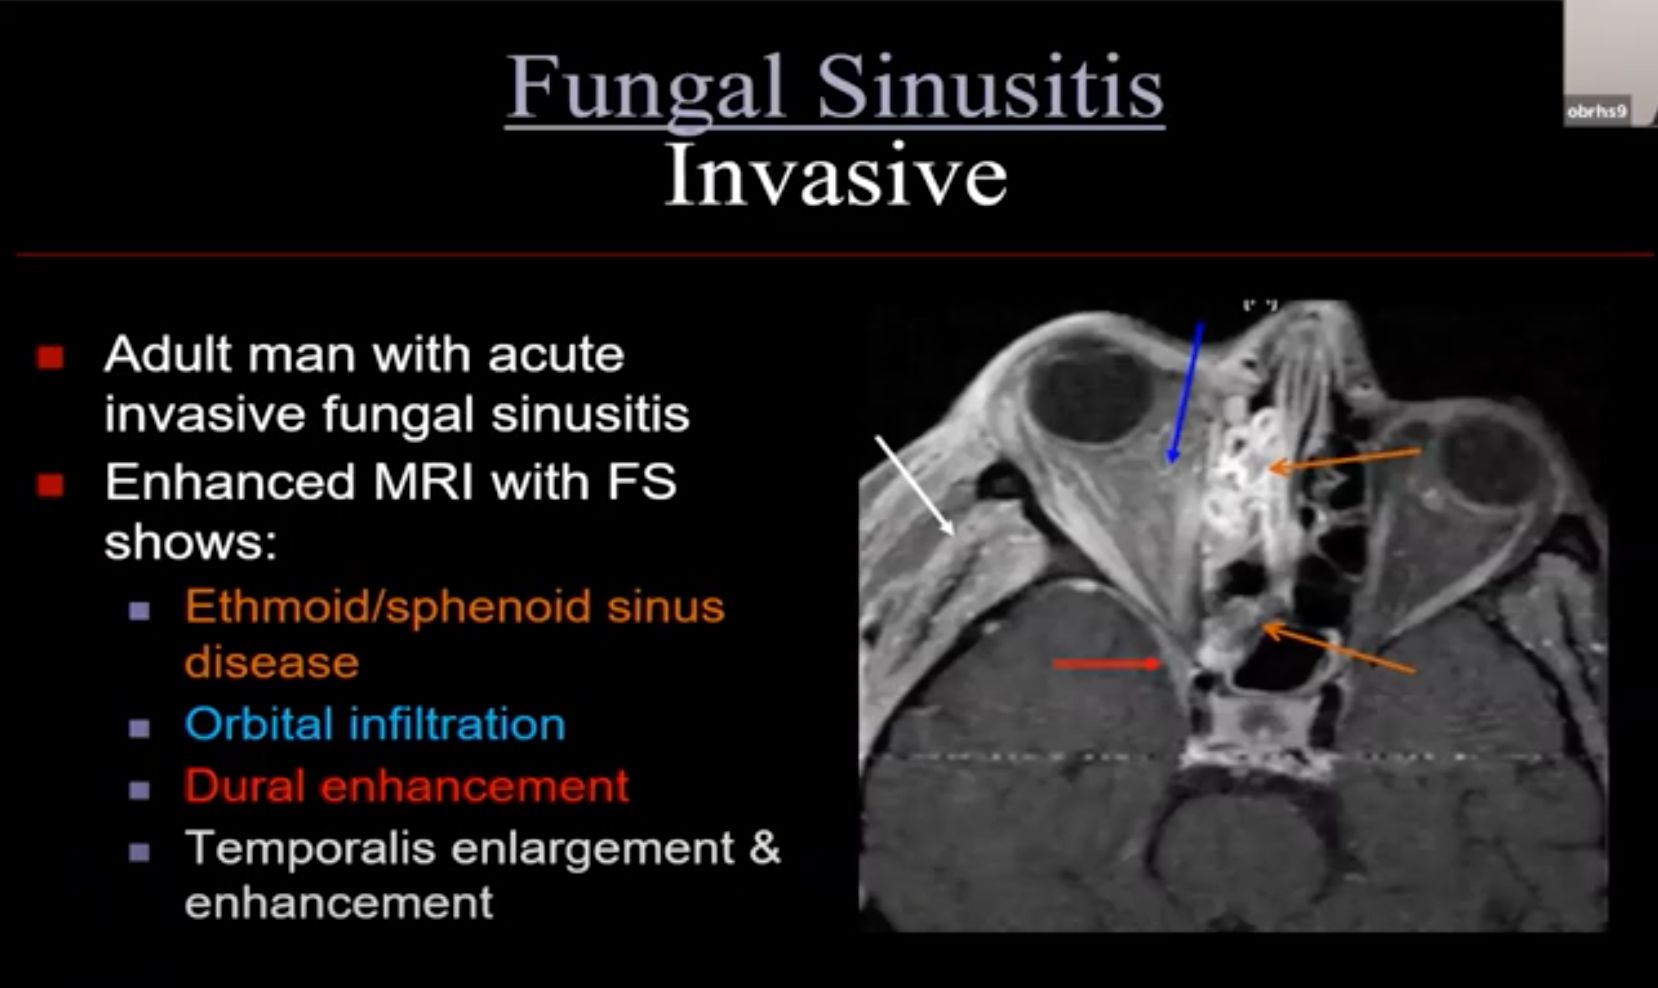 obrhs9
Fungal Sinusitis
Invasive
Adult man with acute
invasive fungal sinusitis
Enhanced MRI with FS
shows:
Ethmoid/sphenoid sinus
disease
Orbital infiltration
Dural enhancement
Temporalis enlargement &
enhancement